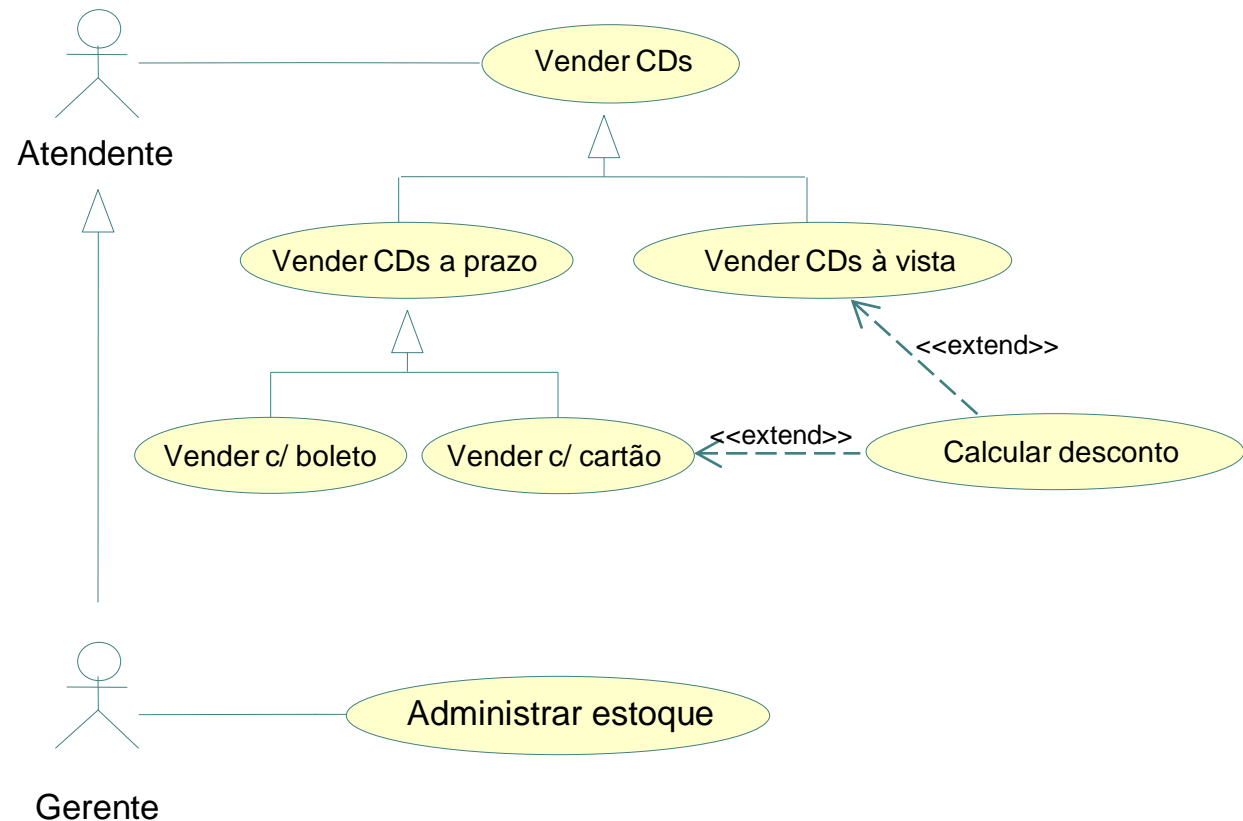 Vender CDs
Atendente
Vender CDs a prazo
Vender CDs à vista
<<extend>>
Vender c/ boleto
Vender c/ cartão
<<extend>>
Calcular desconto
Administrar estoque
Gerente